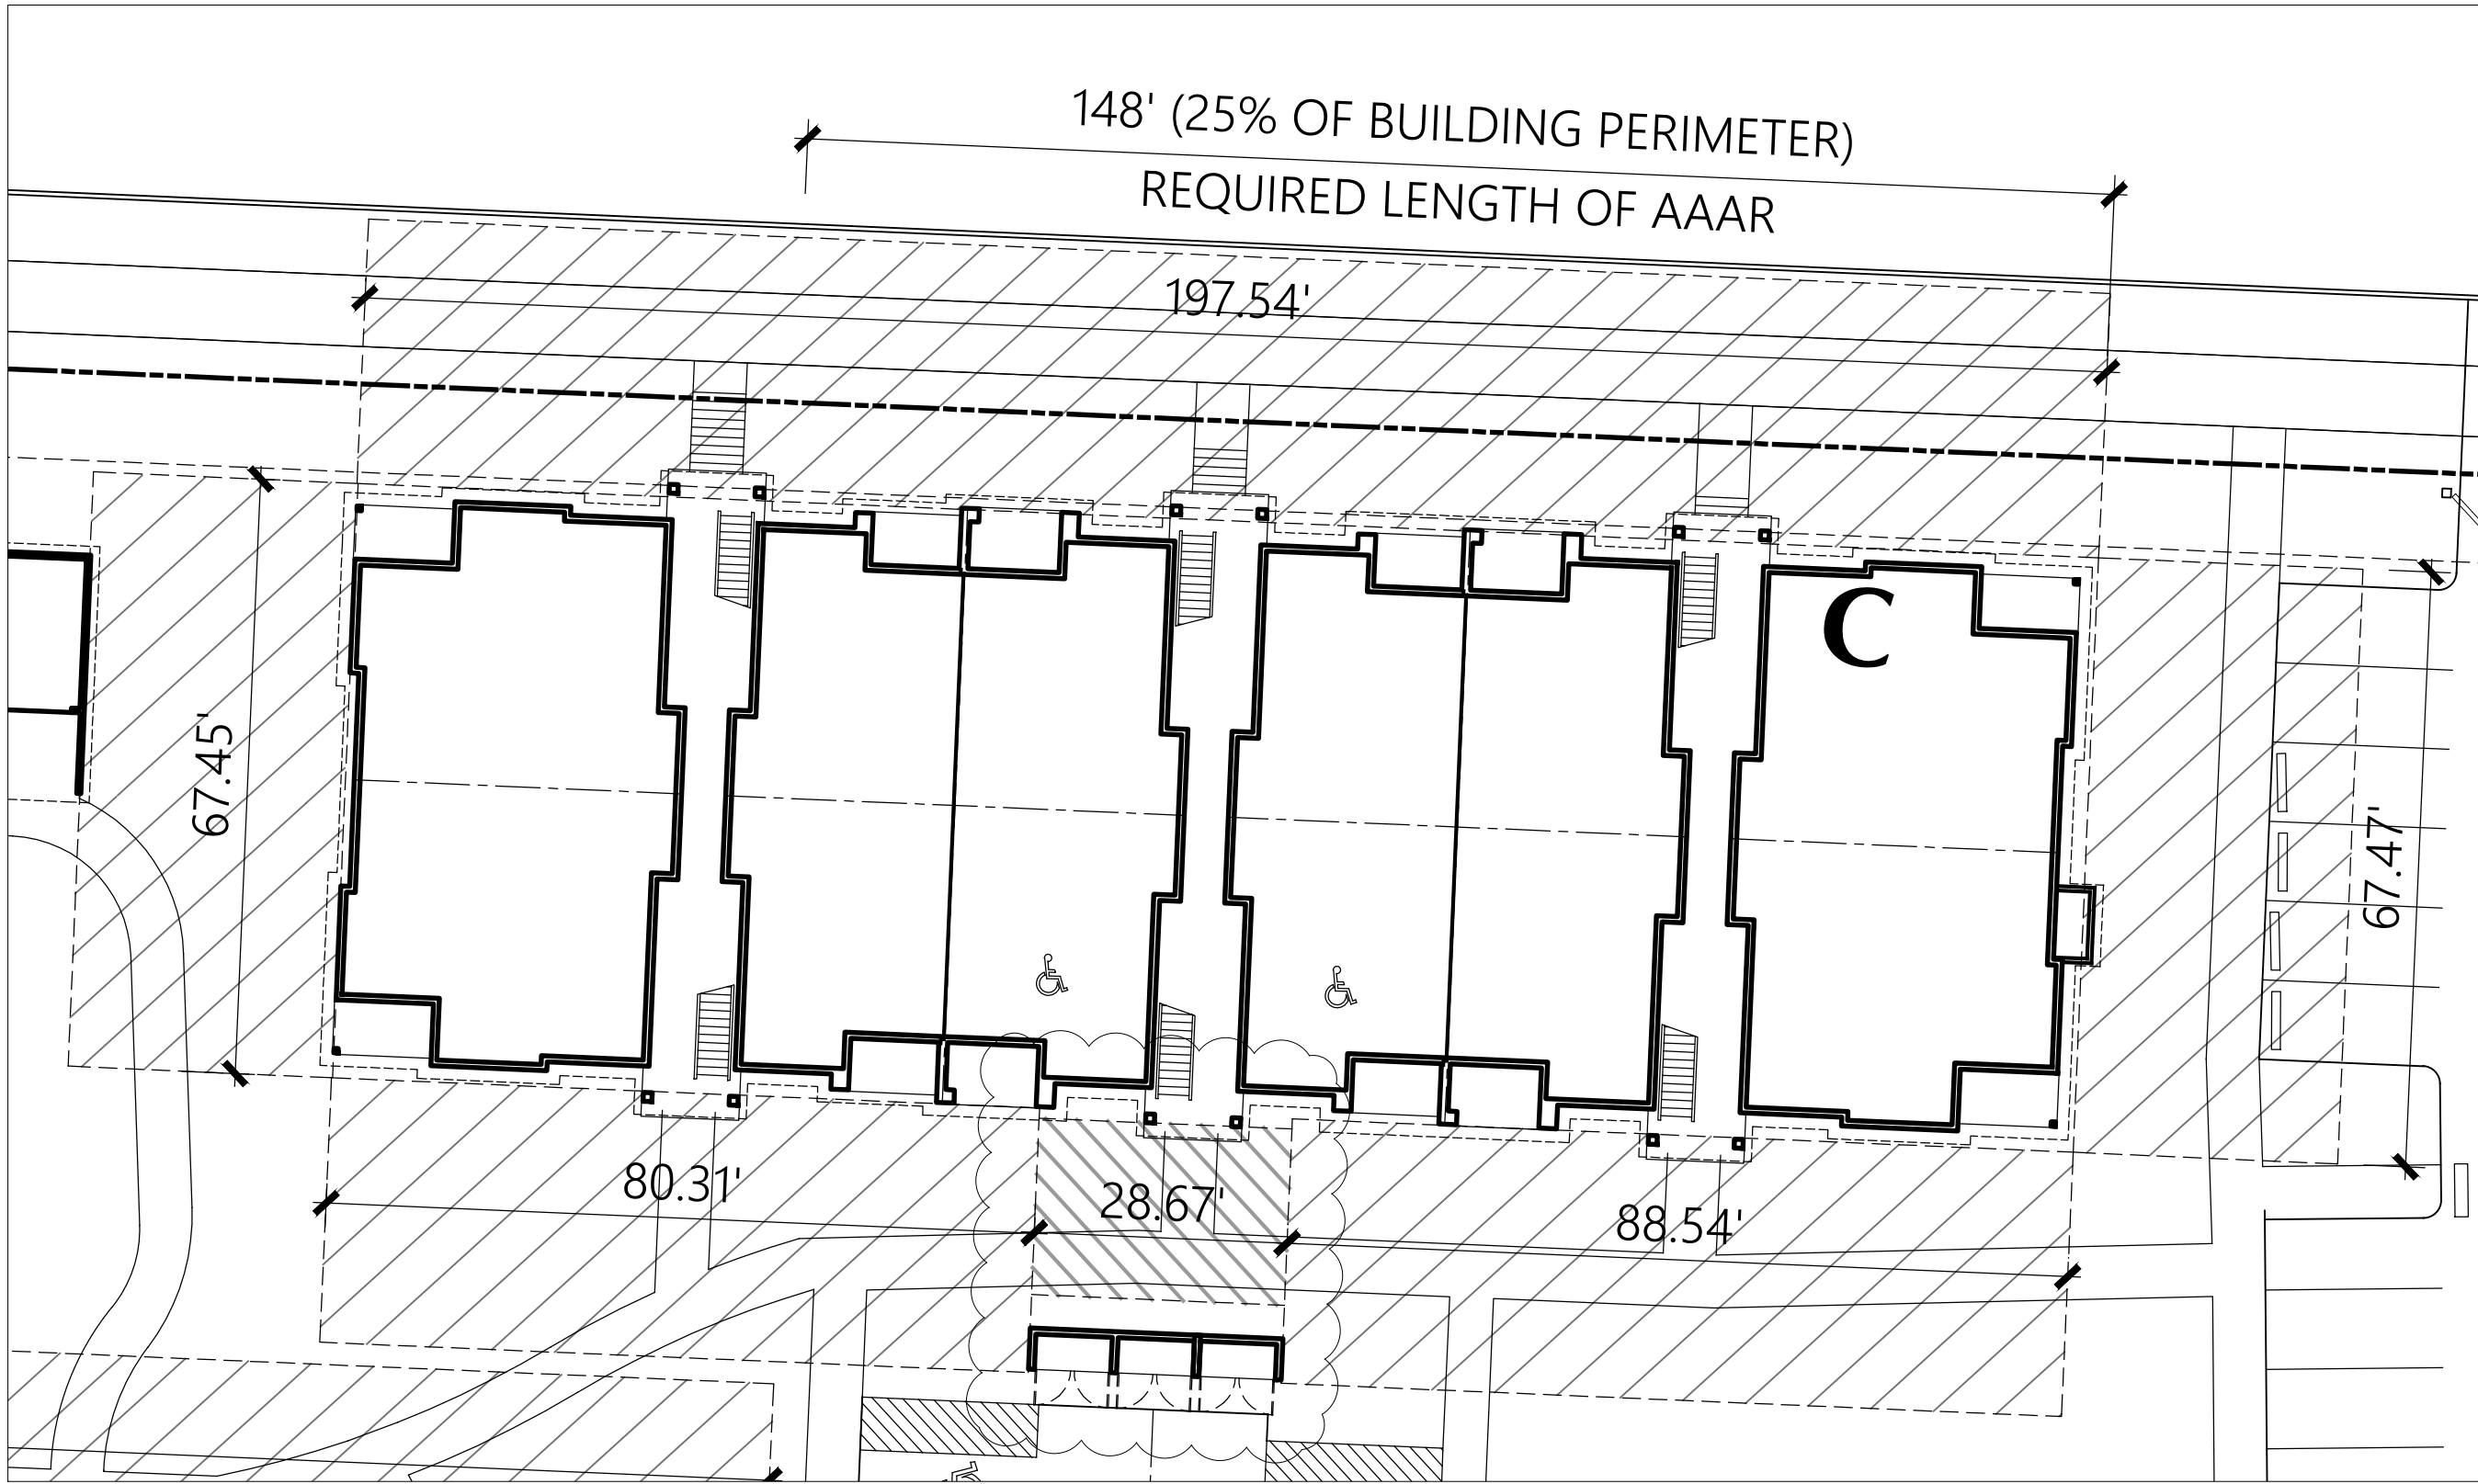 148' (25% OF BUILDING PERIMETER)
REQUIRED LENGTH OF AAAR
197.54'
C
67.45'
67.47'
80.31'
28.67'
88.54'